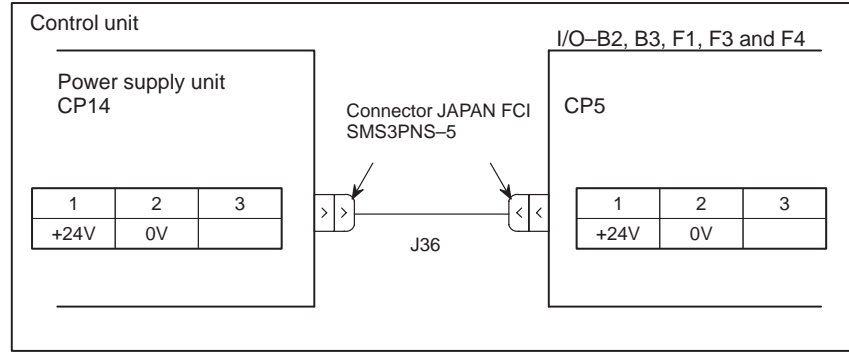 Control unit
I/O–B2, B3, F1, F3 and F4
Power supply unit
CP14
Connector JAPAN FCI
SMS3PNS–5
CP5
1 2 3
+24V 0V
> >
< <
J36
1 2 3
+24V 0V